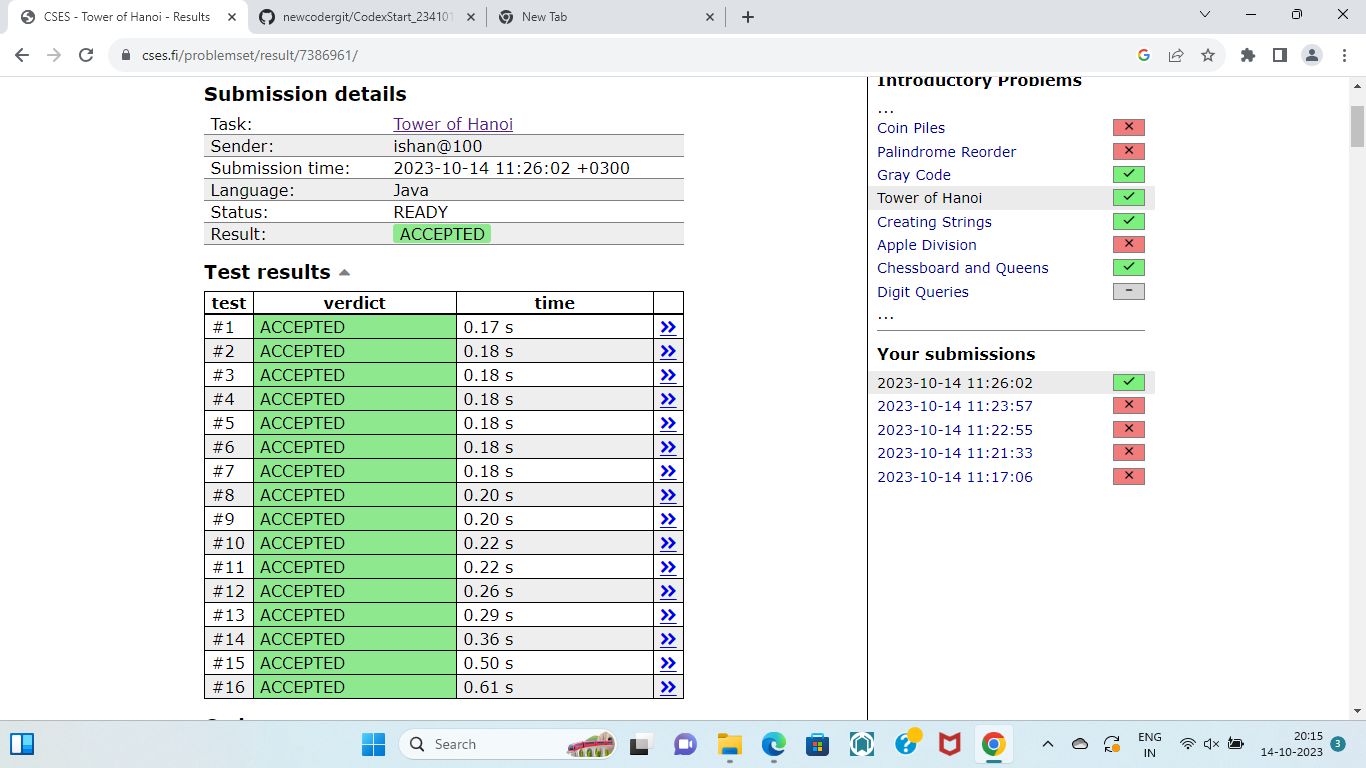 CSES - Tower of Hanoi - Results
newcodergit/CodexStart_234101
New Tab
cses.fi/problemset/result/7386961/
Submission details
Task: Tower of Hanoi
Sender: ishan@100
Submission time: 2023-10-14 11:26:02 +0300
Language: Java
Status: READY
Result: ACCEPTED
Test results
test verdict time
#1 ACCEPTED 0.17 s
#2 ACCEPTED 0.18 s
#3 ACCEPTED 0.18 s
#4 ACCEPTED 0.18 s
#5 ACCEPTED 0.18 s
#6 ACCEPTED 0.18 s
#7 ACCEPTED 0.18 s
#8 ACCEPTED 0.20 s
#9 ACCEPTED 0.20 s
#10 ACCEPTED 0.22 s
#11 ACCEPTED 0.22 s
#12 ACCEPTED 0.26 s
#13 ACCEPTED 0.29 s
#14 ACCEPTED 0.36 s
#15 ACCEPTED 0.50 s
#16 ACCEPTED 0.61 s
Introductory Problems
...
Coin Piles
Palindrome Reorder
Gray Code
Tower of Hanoi
Creating Strings
Apple Division
Chessboard and Queens
Digit Queries
...
Your submissions
2023-10-14 11:26:02
2023-10-14 11:23:57
2023-10-14 11:22:55
2023-10-14 11:21:33
2023-10-14 11:17:06
Search
ENG
IN
20:15
14-10-2023
3